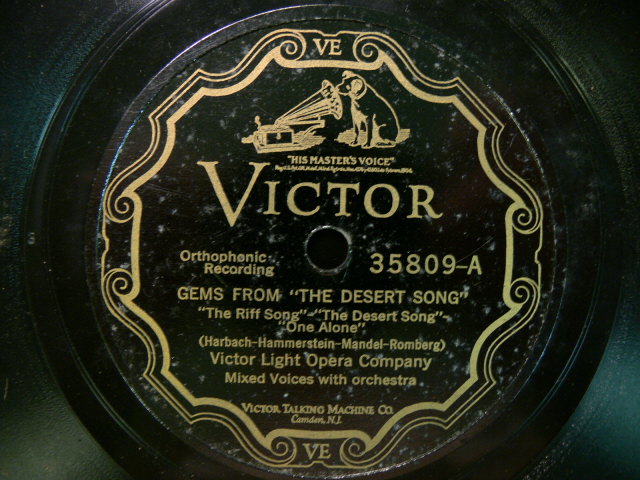 VE
"HIS MASTER'S VOICE"
VICTOR
Orthophonic
Recording
35809-A
GEMS FROM "THE DESERT SONG"
"The Riff Song"-"The Desert Song"-
"One Alone"
(Harbach-Hammerstein-Mandel-Romberg)
Victor Light Opera Company
Mixed Voices with orchestra
VICTOR TALKING MACHINE CO.
Camden, N.J.
VE